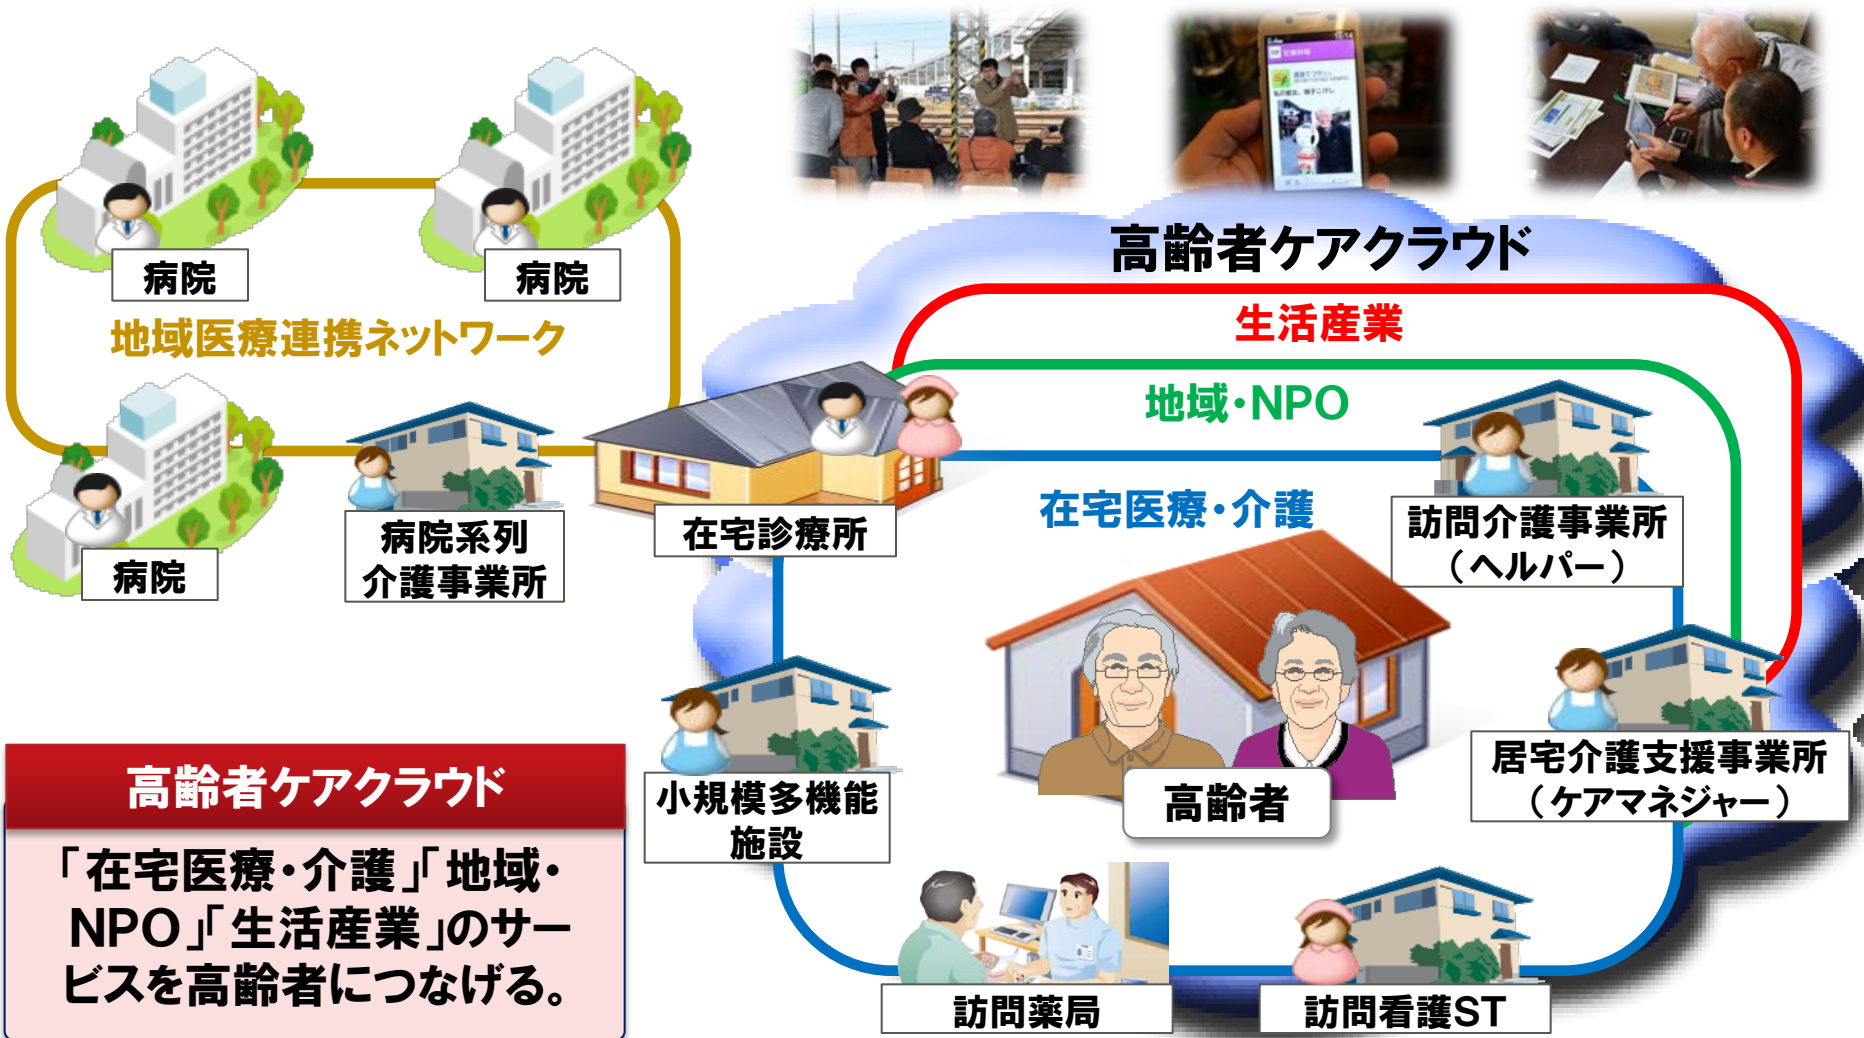 病院
病院
地域医療連携ネットワーク
病院
病院系列
介護事業所
在宅診療所
高齢者ケアクラウド
生活産業
地域・NPO
在宅医療・介護
訪問介護事業所
（ヘルパー）
居宅介護支援事業所
（ケアマネジャー）
高齢者
小規模多機能
施設
訪問薬局
訪問看護ST
高齢者ケアクラウド
「在宅医療・介護」「地域・
NPO」「生活産業」のサー
ビスを高齢者につなげる。